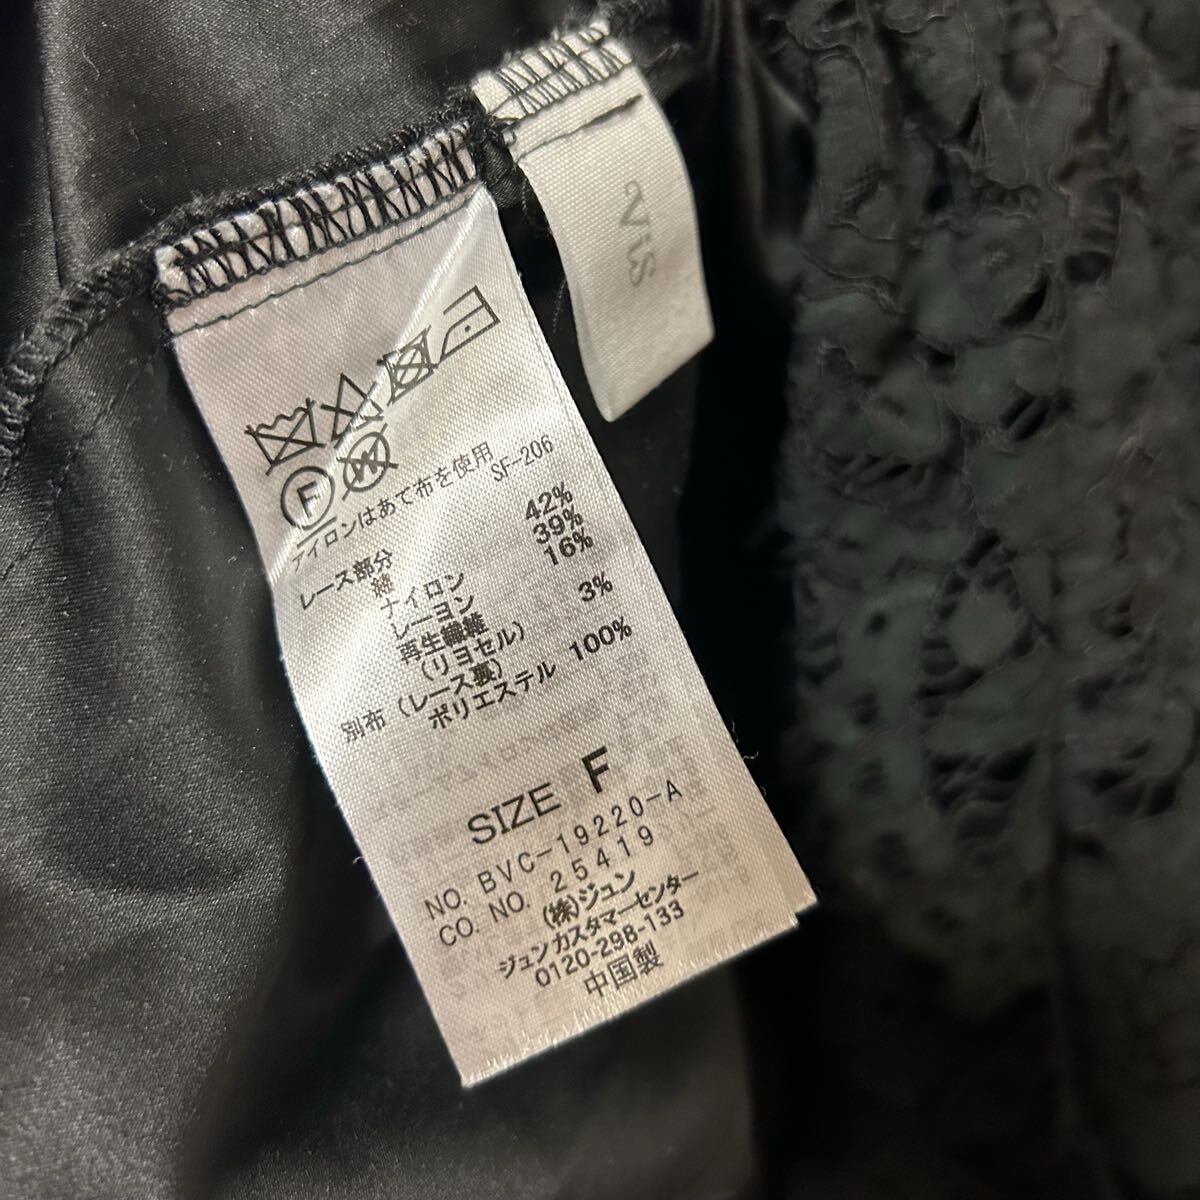 ViS
F
W
アイロンはあて布を使用
SF-206
レース部分
綿 42%
ナイロン 39%
レーヨン 16%
再生繊維
(リヨセル) 3%
別布(レース裏)
ポリエステル 100%
SIZE F
NO. BVC-19220-A
CO. NO. 25419
(株)ジュン
ジュンカスタマーセンター
0120-298-133
中国製